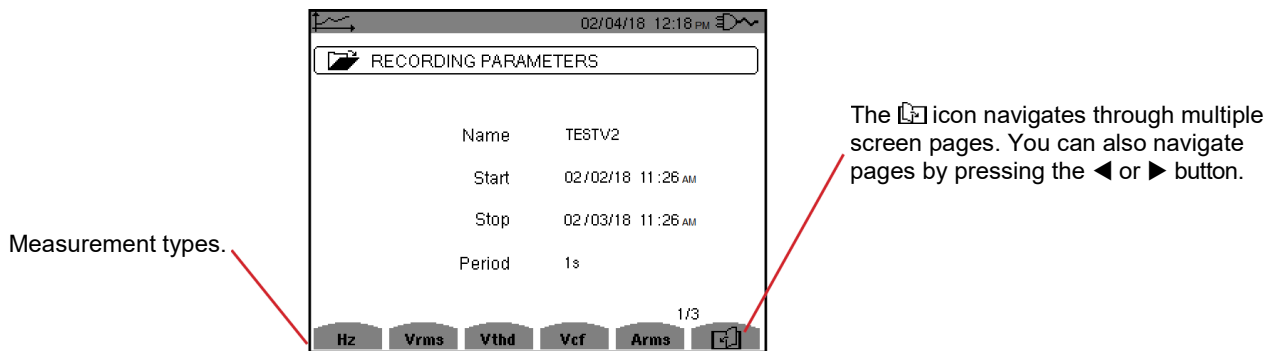 02/04/18 12:18 PM
RECORDING PARAMETERS
Name TESTV2
Start 02/02/18 11:26 AM
Stop 02/03/18 11:26 AM
Period 1s
1/3
Hz Vrms Vthd Vcf Arms
Measurement types.
The icon navigates through multiple
screen pages. You can also navigate
pages by pressing the ◄ or ► button.